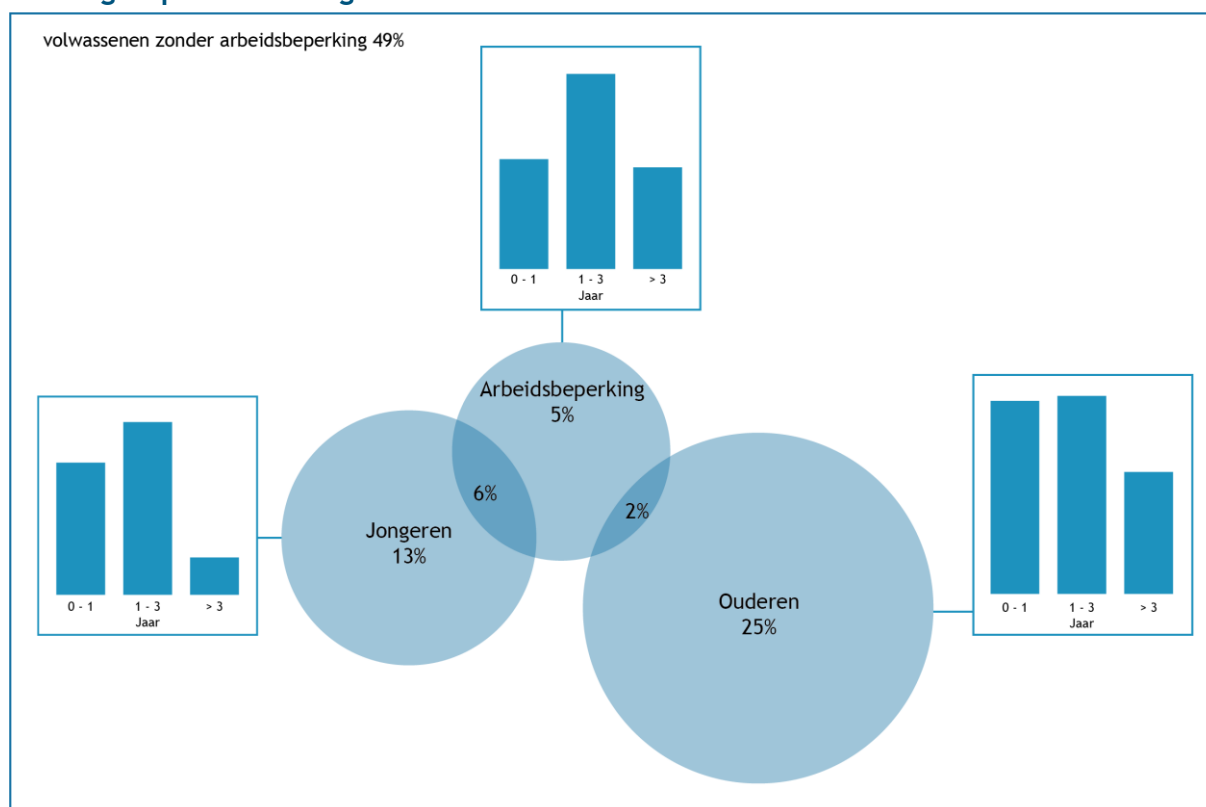 volwassenen zonder arbeidsbeperking 49%
0 - 1
1 - 3
> 3
Jaar
Arbeidsbeperking
5%
6%
2%
Jongeren
13%
Ouderen
25%
0 - 1
1 - 3
> 3
Jaar
0 - 1
1 - 3
> 3
Jaar